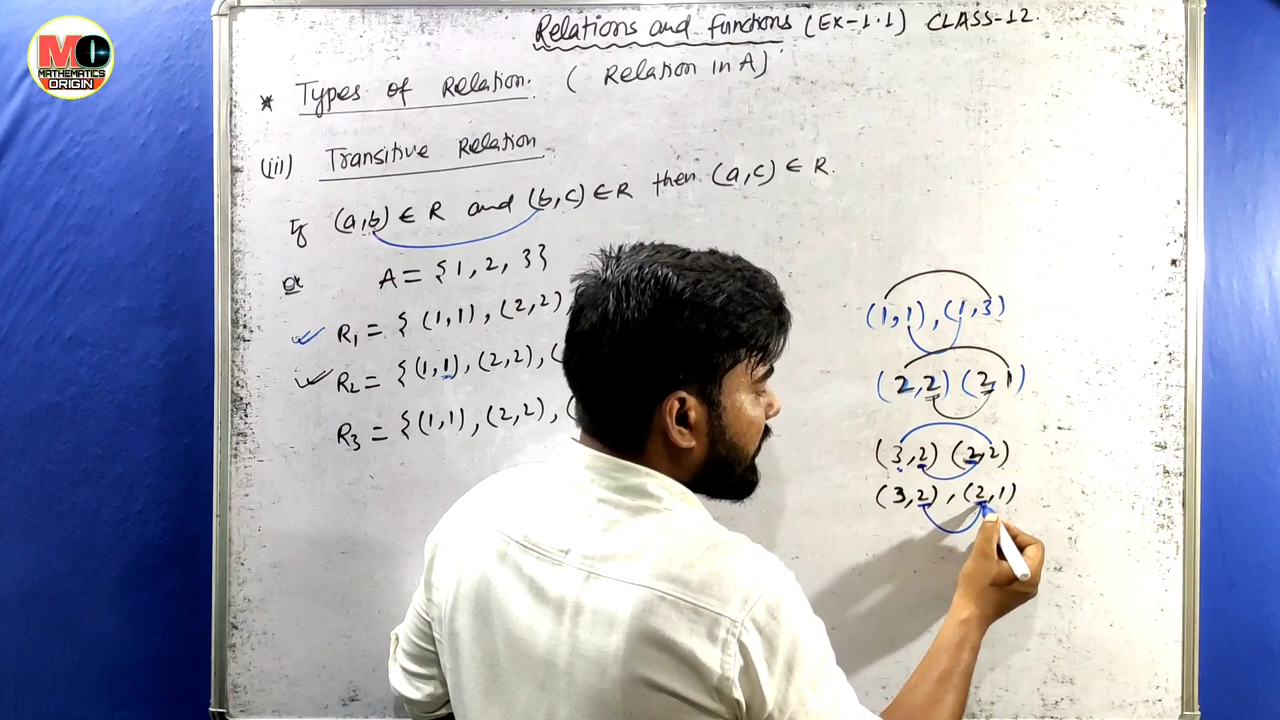 MO
MATHEMATICS
ORIGIN
Relations and functions (EX-1.1) CLASS-12.
* Types of Relation. ( Relation in A)
(iii) Transitive Relation
If (a,b) ∈ R and (b,c) ∈ R then (a,c) ∈ R.
ex A = {1, 2, 3}
R1 = { (1,1), (2,2),
R2 = {(1,1), (2,2), (
R3 = {(1,1), (2,2), (
(1,1), (1,3)
(2,2) (2,1)
(3,2) (2,2)
(3,2), (2,1)